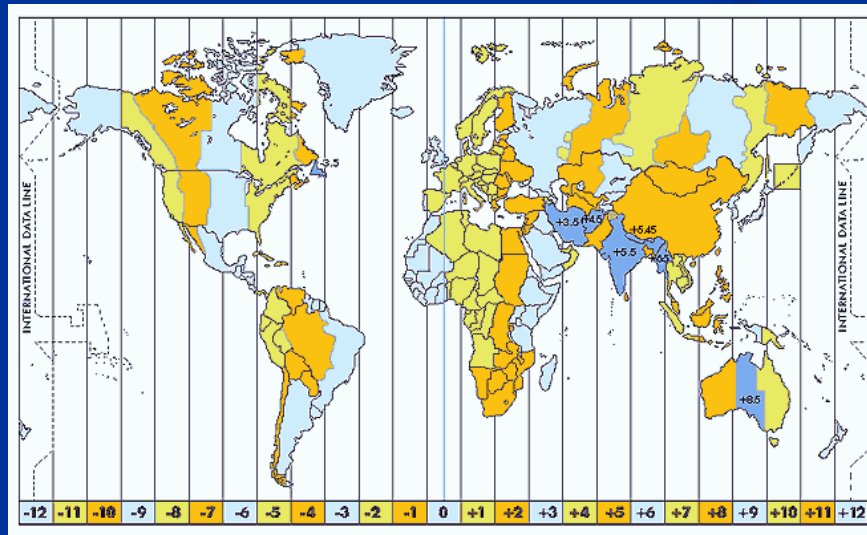 -3.5
+3.5
+4.5
+5.45
+5.5
+8.5
INTERNATIONAL DATA LINE
INTERNATIONAL DATA LINE
-12 -11 -10 -9 -8 -7 -6 -5 -4 -3 -2 -1 0 +1 +2 +3 +4 +5 +6 +7 +8 +9 +10 +11 +12